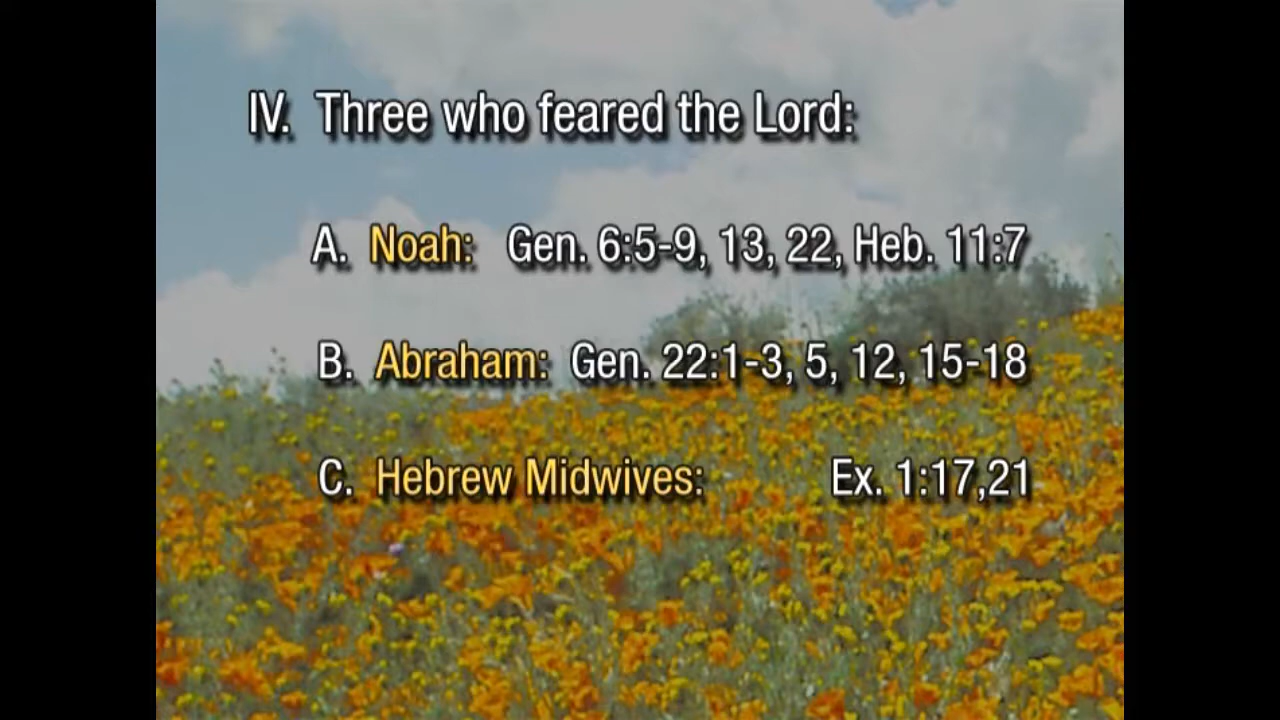 IV. Three who feared the Lord:
A. Noah: Gen. 6:5-9, 13, 22, Heb. 11:7
B. Abraham: Gen. 22:1-3, 5, 12, 15-18
C. Hebrew Midwives: Ex. 1:17,21